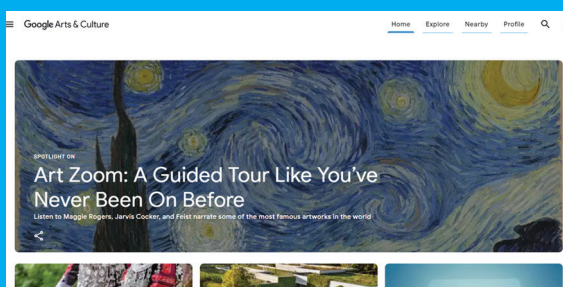 Google Arts & Culture
Home Explore Nearby Profile
SPOTLIGHT ON
Art Zoom: A Guided Tour Like You've
Never Been On Before
Listen to Maggie Rogers, Jarvis Cocker, and Feist narrate some of the most famous artworks in the world